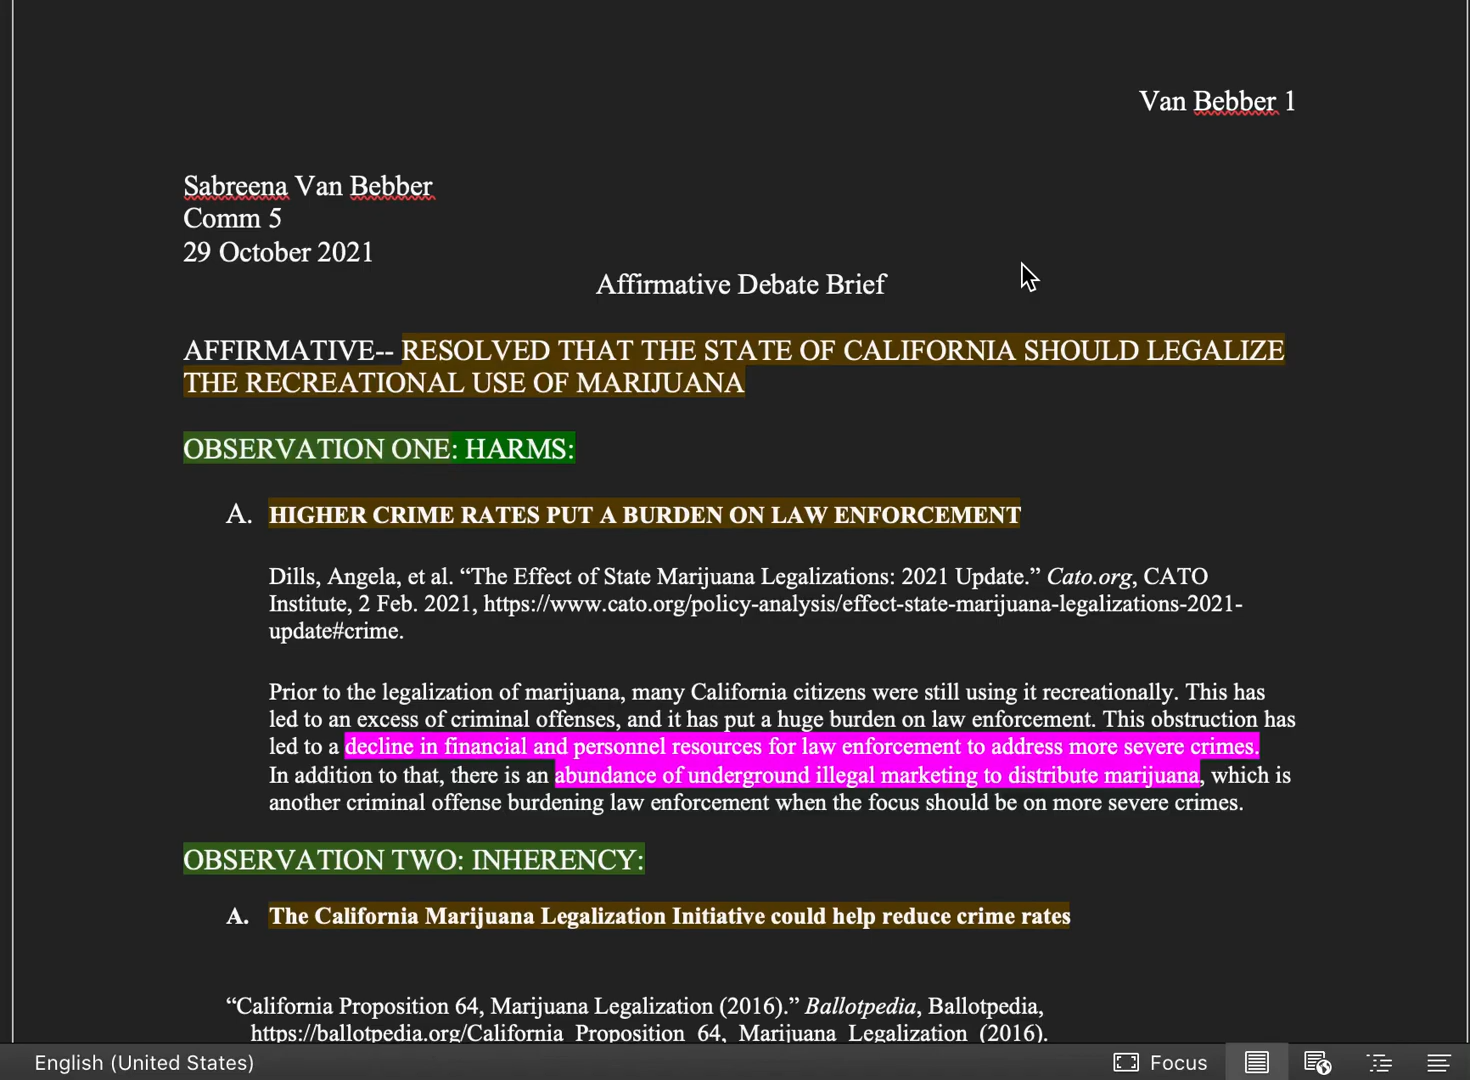 Van Bebber 1
Sabreena Van Bebber
Comm 5
29 October 2021
Affirmative Debate Brief
AFFIRMATIVE-- RESOLVED THAT THE STATE OF CALIFORNIA SHOULD LEGALIZE
THE RECREATIONAL USE OF MARIJUANA
OBSERVATION ONE: HARMS:
A. HIGHER CRIME RATES PUT A BURDEN ON LAW ENFORCEMENT
Dills, Angela, et al. “The Effect of State Marijuana Legalizations: 2021 Update.” Cato.org, CATO
Institute, 2 Feb. 2021, https://www.cato.org/policy-analysis/effect-state-marijuana-legalizations-2021-
update#crime.
Prior to the legalization of marijuana, many California citizens were still using it recreationally. This has
led to an excess of criminal offenses, and it has put a huge burden on law enforcement. This obstruction has
led to a decline in financial and personnel resources for law enforcement to address more severe crimes.
In addition to that, there is an abundance of underground illegal marketing to distribute marijuana, which is
another criminal offense burdening law enforcement when the focus should be on more severe crimes.
OBSERVATION TWO: INHERENCY:
A. The California Marijuana Legalization Initiative could help reduce crime rates
“California Proposition 64, Marijuana Legalization (2016).” Ballotpedia, Ballotpedia,
https://ballotpedia.org/California_Proposition_64,_Marijuana_Legalization_(2016).
English (United States)
Focus